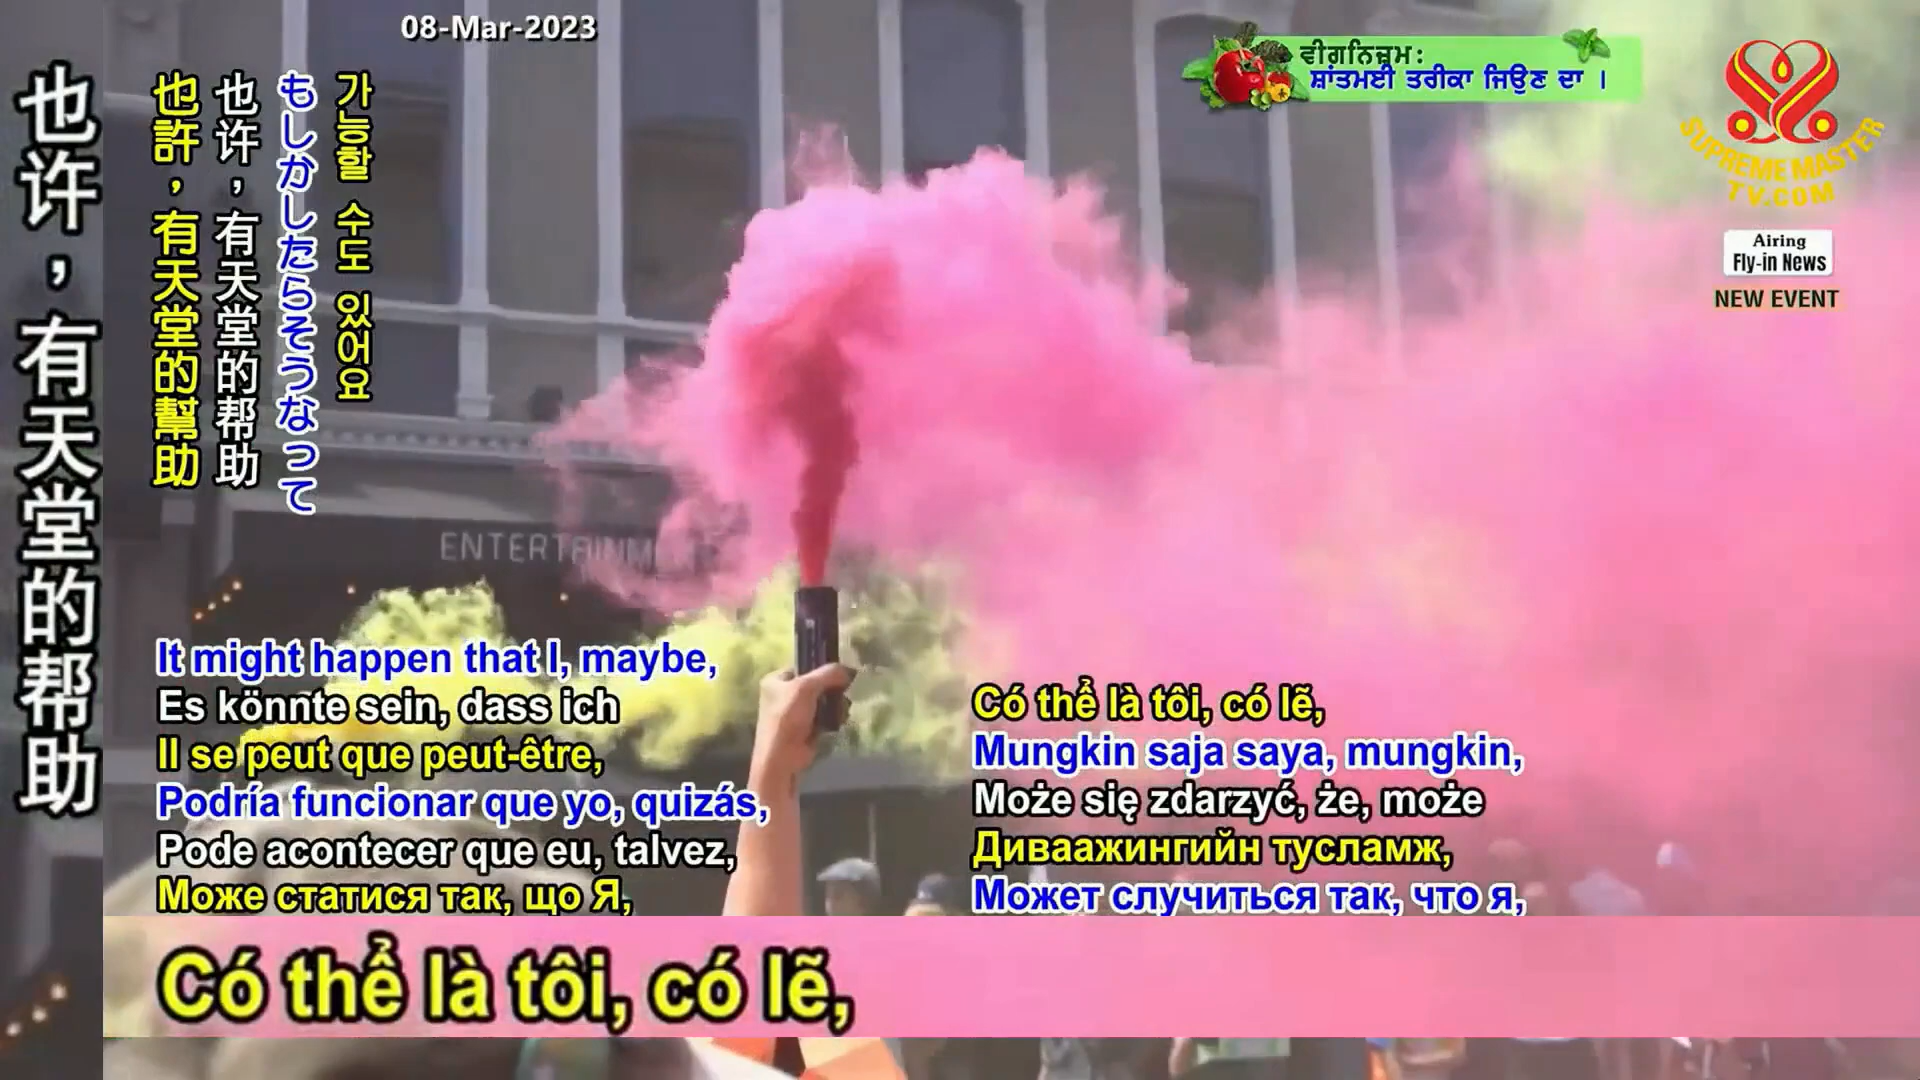 08-Mar-2023
ਵੀਗਨਿਜ਼ਮ:
ਸ਼ਾਂਤਮਈ ਤਰੀਕਾ ਜਿਉਣ ਦਾ ।
SUPREME MASTER
TV.COM
Airing
Fly-in News
NEW EVENT
也许，有天堂的帮助
也許，有天堂的幫助
也许，有天堂的帮助
もしかしたらそうなって
가능할 수도 있어요
ENTERTAINMENT
It might happen that I, maybe,
Es könnte sein, dass ich
Il se peut que peut-être,
Podría funcionar que yo, quizás,
Pode acontecer que eu, talvez,
Може статися так, що Я,
Có thể là tôi, có lẽ,
Mungkin saja saya, mungkin,
Może się zdarzyć, że, może
Диваажингийн тусламж,
Может случиться так, что я,
Có thể là tôi, có lẽ,